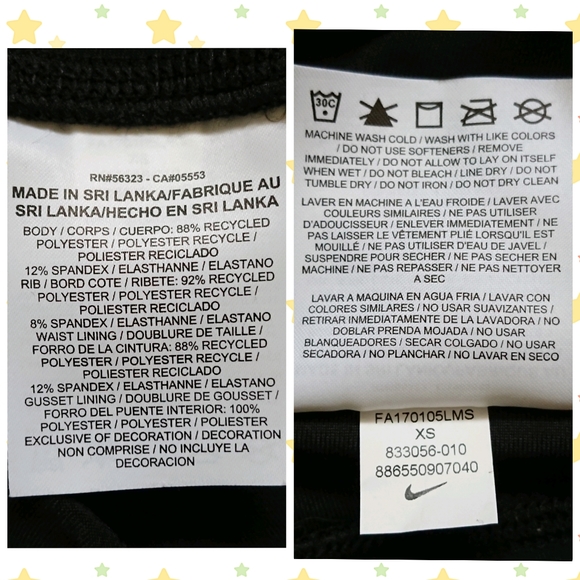 RN#56323 - CA#05553
MADE IN SRI LANKA/FABRIQUE AU
SRI LANKA/HECHO EN SRI LANKA
BODY / CORPS / CUERPO: 88% RECYCLED
POLYESTER / POLYESTER RECYCLE /
POLIESTER RECICLADO
12% SPANDEX / ELASTHANNE / ELASTANO
RIB / BORD COTE / RIBETE: 92% RECYCLED
POLYESTER / POLYESTER RECYCLE /
POLIESTER RECICLADO
8% SPANDEX / ELASTHANNE / ELASTANO
WAIST LINING / DOUBLURE DE TAILLE /
FORRO DE LA CINTURA: 88% RECYCLED
POLYESTER / POLYESTER RECYCLE /
POLIESTER RECICLADO
12% SPANDEX / ELASTHANNE / ELASTANO
GUSSET LINING / DOUBLURE DE GOUSSET /
FORRO DEL PUENTE INTERIOR: 100%
POLYESTER / POLYESTER / POLIESTER
EXCLUSIVE OF DECORATION / DECORATION
NON COMPRISE / NO INCLUYE LA
DECORACION
30C
MACHINE WASH COLD / WASH WITH LIKE COLORS
/ DO NOT USE SOFTENERS / REMOVE
IMMEDIATELY / DO NOT ALLOW TO LAY ON ITSELF
WHEN WET / DO NOT BLEACH / LINE DRY / DO NOT
TUMBLE DRY / DO NOT IRON / DO NOT DRY CLEAN
LAVER EN MACHINE A L'EAU FROIDE / LAVER AVEC
COULEURS SIMILAIRES / NE PAS UTILISER
D'ADOUCISSEUR / ENLEVER IMMEDIATEMENT / NE
PAS LAISSER LE VÊTEMENT PLIÉ LORSQU'IL EST
MOUILLÉ / NE PAS UTILISER D'EAU DE JAVEL /
SUSPENDRE POUR SECHER / NE PAS SECHER EN
MACHINE / NE PAS REPASSER / NE PAS NETTOYER
A SEC
LAVAR A MAQUINA EN AGUA FRIA / LAVAR CON
COLORES SIMILARES / NO USAR SUAVIZANTES /
RETIRAR INMEDIATAMENTE DE LA LAVADORA / NO
DOBLAR PRENDA MOJADA / NO USAR
BLANQUEADORES / SECAR COLGADO / NO USAR
SECADORA / NO PLANCHAR / NO LAVAR EN SECO
FA170105LMS
XS
833056-010
886550907040